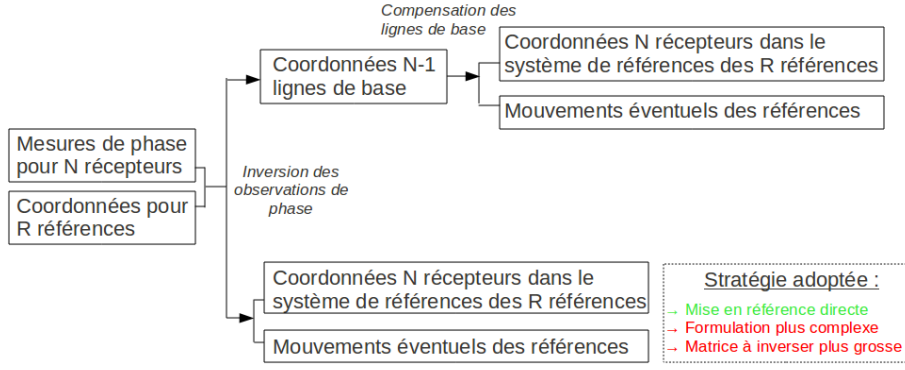 Compensation des
lignes de base
Coordonnées N-1
lignes de base
Coordonnées N récepteurs dans le
système de références des R références
Mouvements éventuels des références
Mesures de phase
pour N récepteurs
Coordonnées pour
R références
Inversion des
observations de
phase
Coordonnées N récepteurs dans le
système de références des R références
Mouvements éventuels des références
Stratégie adoptée :
→ Mise en référence directe
→ Formulation plus complexe
→ Matrice à inverser plus grosse